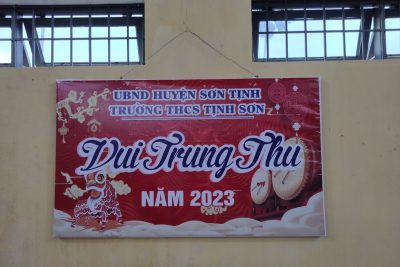 UBND HUYỆN SƠN TỊNH
TRƯỜNG THCS TỊNH SƠN
Vui Trung Thu
NĂM 2023